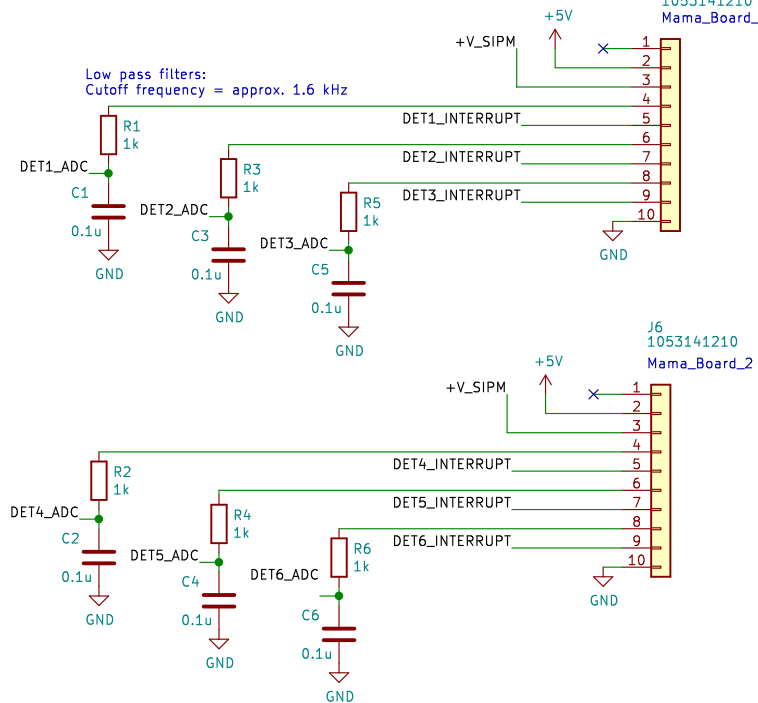 1053141210
Mama_Board_
+5V
+V_SIPM
1
2
3
4
5
6
7
8
9
10
Low pass filters:
Cutoff frequency = approx. 1.6 kHz
R1
1k
DET1_ADC
C1
0.1u
GND
DET1_INTERRUPT
R3
1k
DET2_ADC
C3
0.1u
GND
DET2_INTERRUPT
R5
1k
DET3_ADC
C5
0.1u
GND
DET3_INTERRUPT
GND
J6
1053141210
Mama_Board_2
+5V
+V_SIPM
1
2
3
4
5
6
7
8
9
10
R2
1k
DET4_ADC
C2
0.1u
GND
DET4_INTERRUPT
R4
1k
DET5_ADC
C4
0.1u
GND
DET5_INTERRUPT
R6
1k
DET6_ADC
C6
0.1u
GND
DET6_INTERRUPT
GND